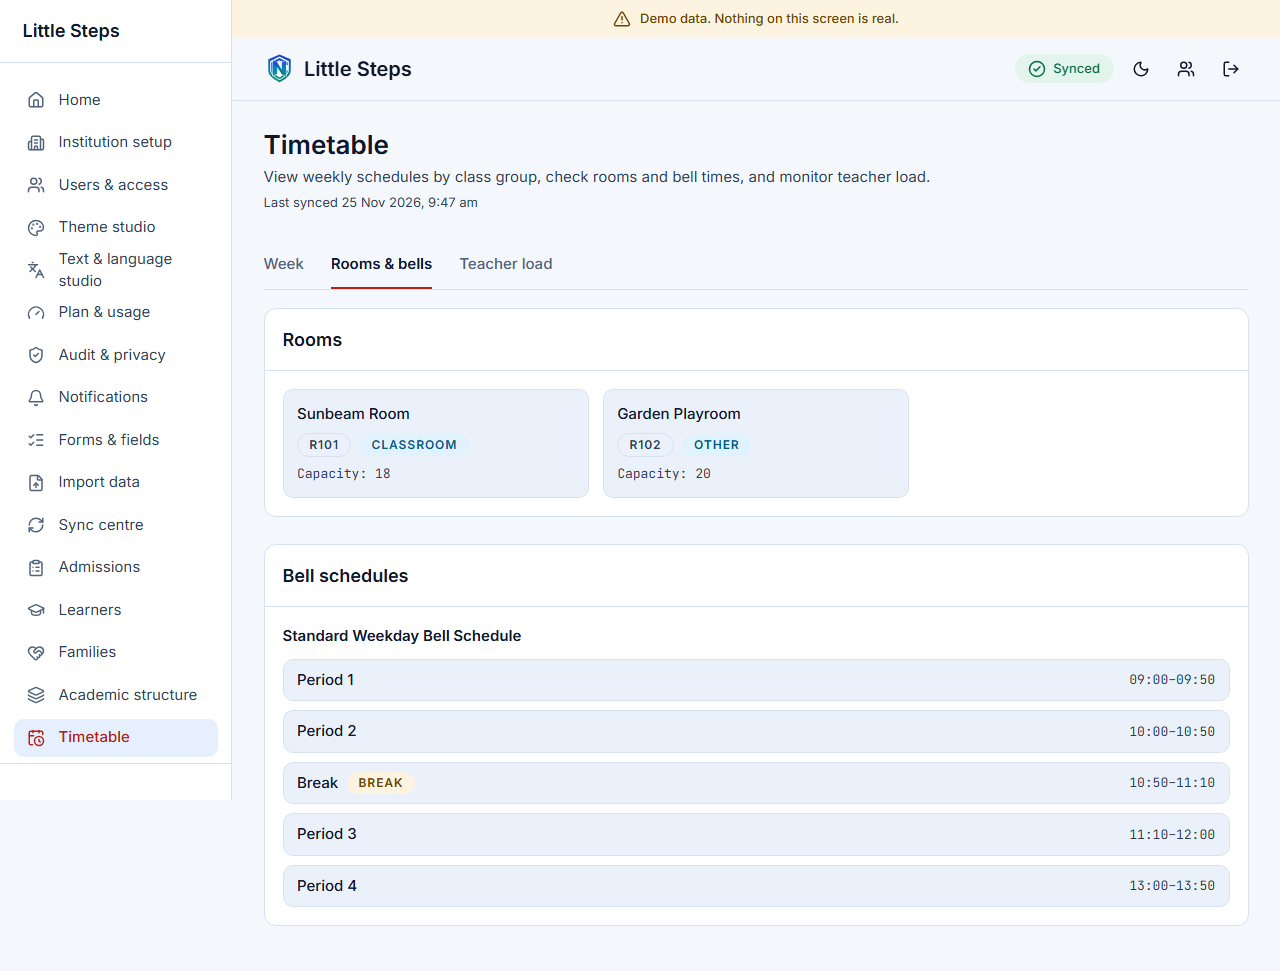 Little Steps
Home
Institution setup
Users & access
Theme studio
Text & language
studio
Plan & usage
Audit & privacy
Notifications
Forms & fields
Import data
Sync centre
Admissions
Learners
Families
Academic structure
Timetable
Demo data. Nothing on this screen is real.
Little Steps
Synced
Timetable
View weekly schedules by class group, check rooms and bell times, and monitor teacher load.
Last synced 25 Nov 2026, 9:47 am
Week Rooms & bells Teacher load
Rooms
Sunbeam Room
R101 CLASSROOM
Capacity: 18
Garden Playroom
R102 OTHER
Capacity: 20
Bell schedules
Standard Weekday Bell Schedule
Period 1 09:00–09:50
Period 2 10:00–10:50
Break BREAK 10:50–11:10
Period 3 11:10–12:00
Period 4 13:00–13:50